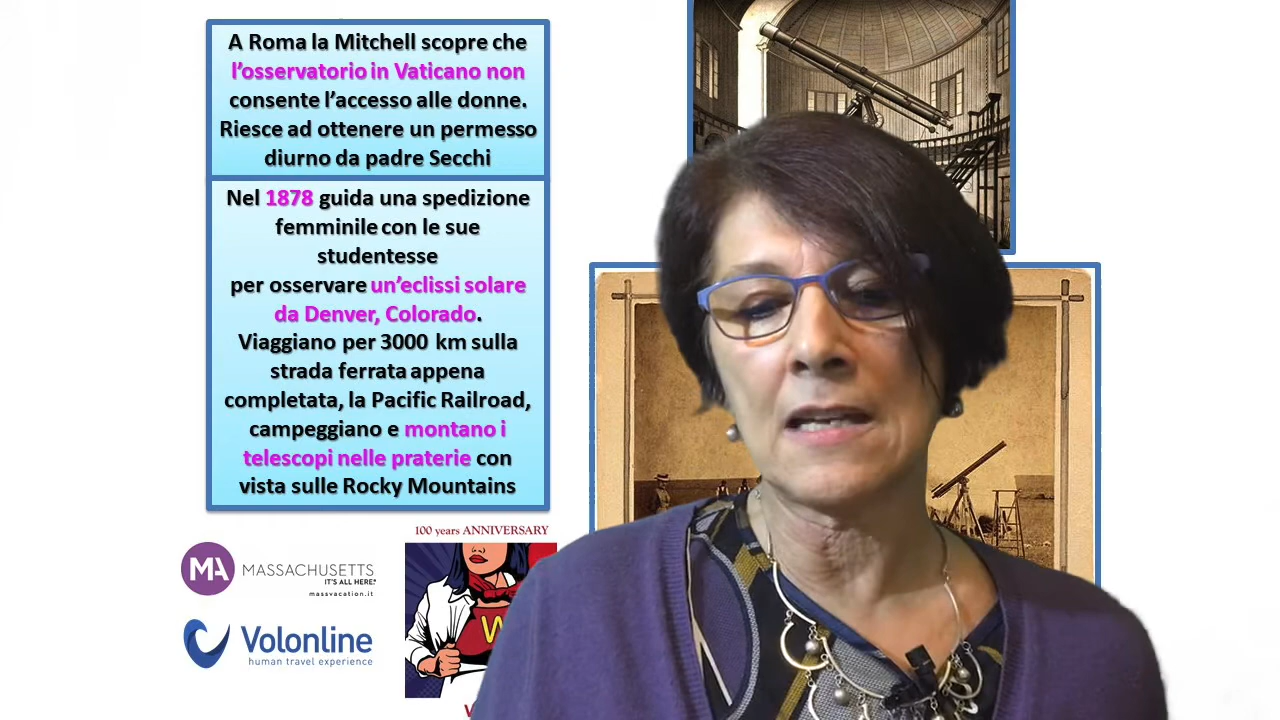 A Roma la Mitchell scopre che
l’osservatorio in Vaticano non
consente l’accesso alle donne.
Riesce ad ottenere un permesso
diurno da padre Secchi
Nel 1878 guida una spedizione
femminile con le sue
studentesse
per osservare un’eclissi solare
da Denver, Colorado.
Viaggiano per 3000 km sulla
strada ferrata appena
completata, la Pacific Railroad,
campeggiano e montano i
telescopi nelle praterie con
vista sulle Rocky Mountains
100 years ANNIVERSARY
MA MASSACHUSETTS
IT'S ALL HERE?
massvacation.it
Volonline
human travel experience
W